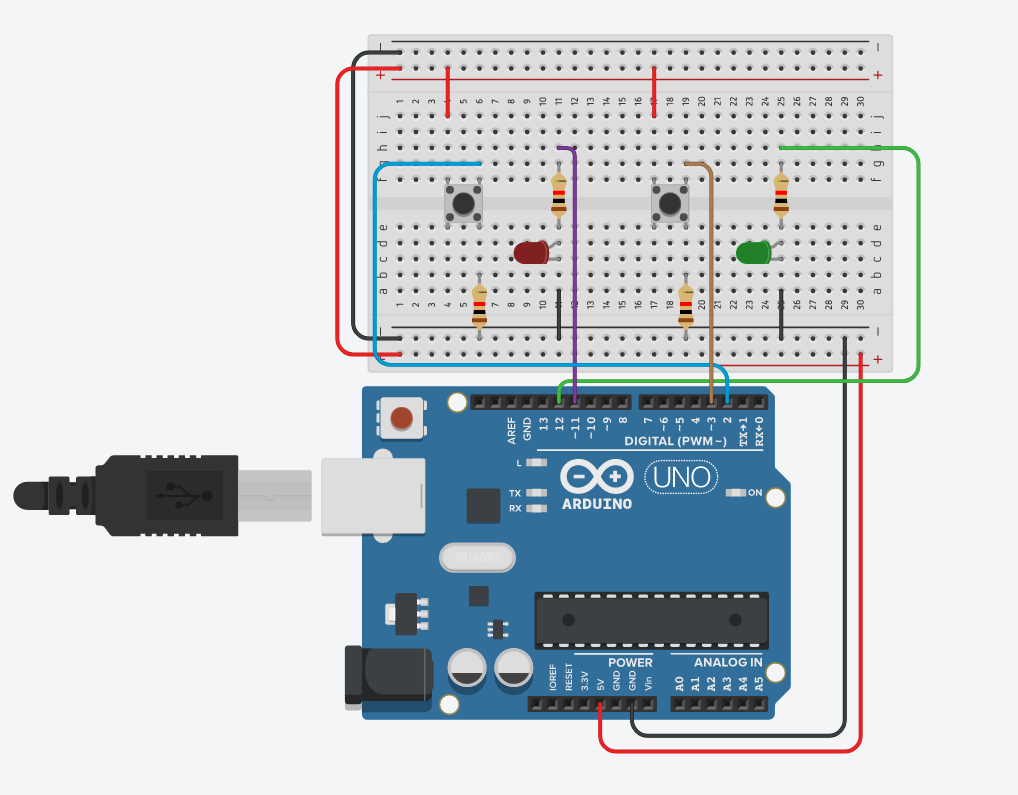 − −
+ +
1 2 3 4 5 6 7 8 9 10 11 12 13 14 15 16 17 18 19 20 21 22 23 24 25 26 27 28 29 30
j j
i i
h h
g g
f f
e e
d d
c c
b b
a a
1 2 3 4 5 6 7 8 9 10 11 12 13 14 15 16 17 18 19 20 21 22 23 24 25 26 27 28 29 30
− −
+
AREF GND 13 12 ~11 ~10 ~9 8 7 ~6 ~5 4 ~3 2 TX→1 RX←0
DIGITAL (PWM~)
L
TX
RX
UNO
ON
ARDUINO
POWER ANALOG IN
IOREF RESET 3.3V 5V GND GND Vin A0 A1 A2 A3 A4 A5